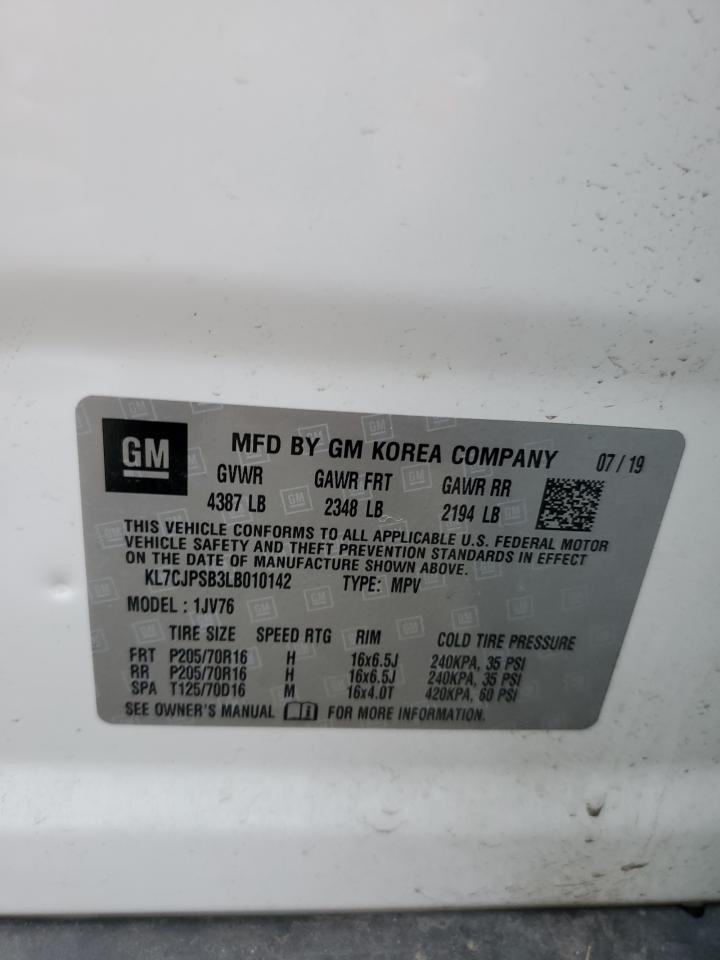 GM MFD BY GM KOREA COMPANY 07/19
GVWR GAWR FRT GAWR RR
4387 LB 2348 LB 2194 LB
THIS VEHICLE CONFORMS TO ALL APPLICABLE U.S. FEDERAL MOTOR
VEHICLE SAFETY AND THEFT PREVENTION STANDARDS IN EFFECT
ON THE DATE OF MANUFACTURE SHOWN ABOVE.
KL7CJPSB3LB010142 TYPE: MPV
MODEL : 1JV76
TIRE SIZE SPEED RTG RIM COLD TIRE PRESSURE
FRT P205/70R16 H 16x6.5J 240KPA, 35 PSI
RR P205/70R16 H 16x6.5J 240KPA, 35 PSI
SPA T125/70D16 M 16x4.0T 420KPA, 60 PSI
SEE OWNER'S MANUAL FOR MORE INFORMATION.